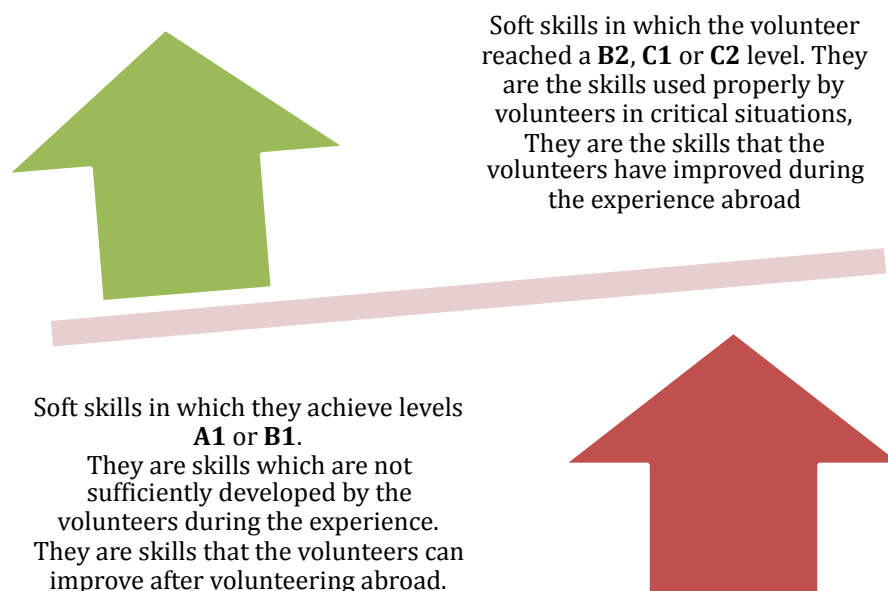 Soft skills in which the volunteer
reached a B2, C1 or C2 level. They
are the skills used properly by
volunteers in critical situations,
They are the skills that the
volunteers have improved during
the experience abroad
Soft skills in which they achieve levels
A1 or B1.
They are skills which are not
sufficiently developed by the
volunteers during the experience.
They are skills that the volunteers can
improve after volunteering abroad.